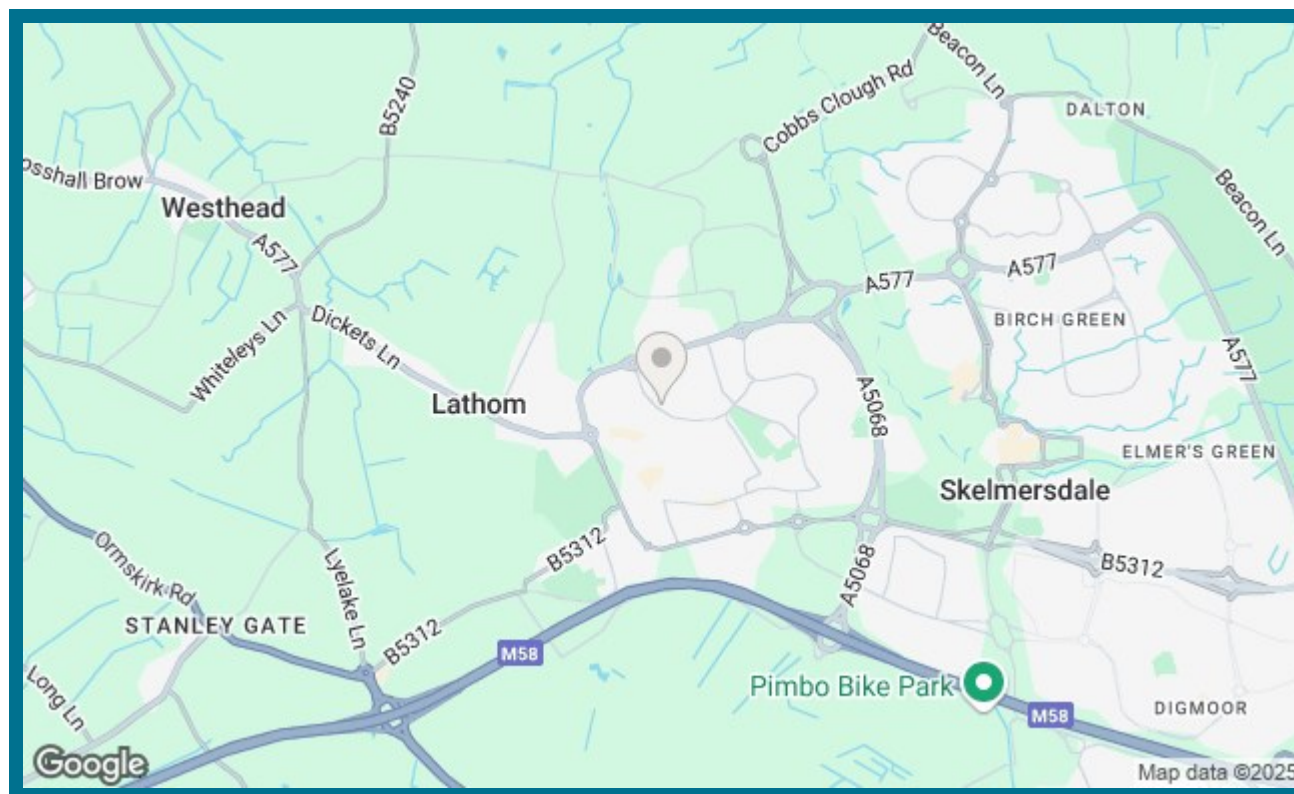 Beacon Ln
Cobbs Clough Rd
DALTON
B5240
osshall Brow
Westhead
A577
Beacon Ln
A577
A577
Dickets Ln
Whiteleys Ln
BIRCH GREEN
A577
Lathom
A5068
ELMER'S GREEN
Skelmersdale
Ormskirk Rd
B5312
A5068
B5312
Lyelake Ln
STANLEY GATE
B5312
M58
Long Ln
Pimbo Bike Park
M58
DIGMOOR
Google
Map data ©2025